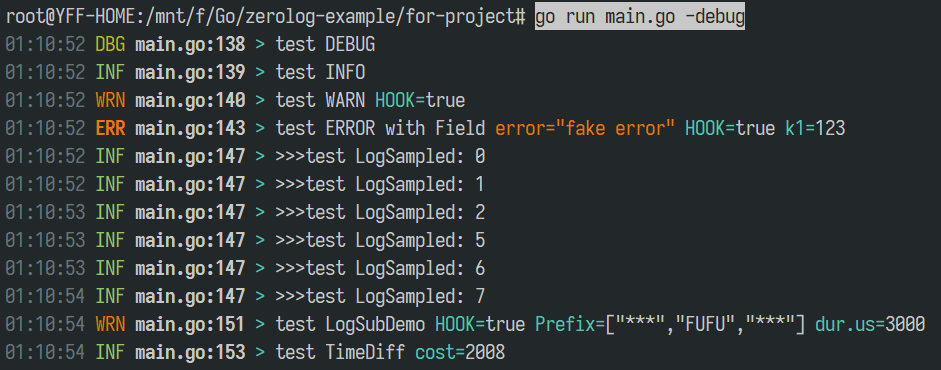 root@YFF-HOME:/mnt/f/Go/zerolog-example/for-project# go run main.go -debug
01:10:52 DBG main.go:138 > test DEBUG
01:10:52 INF main.go:139 > test INFO
01:10:52 WRN main.go:140 > test WARN HOOK=true
01:10:52 ERR main.go:143 > test ERROR with Field error="fake error" HOOK=true k1=123
01:10:52 INF main.go:147 > >>>test LogSampled: 0
01:10:52 INF main.go:147 > >>>test LogSampled: 1
01:10:53 INF main.go:147 > >>>test LogSampled: 2
01:10:53 INF main.go:147 > >>>test LogSampled: 5
01:10:53 INF main.go:147 > >>>test LogSampled: 6
01:10:54 INF main.go:147 > >>>test LogSampled: 7
01:10:54 WRN main.go:151 > test LogSubDemo HOOK=true Prefix=["***","FUFU","***"] dur.us=3000
01:10:54 INF main.go:153 > test TimeDiff cost=2008